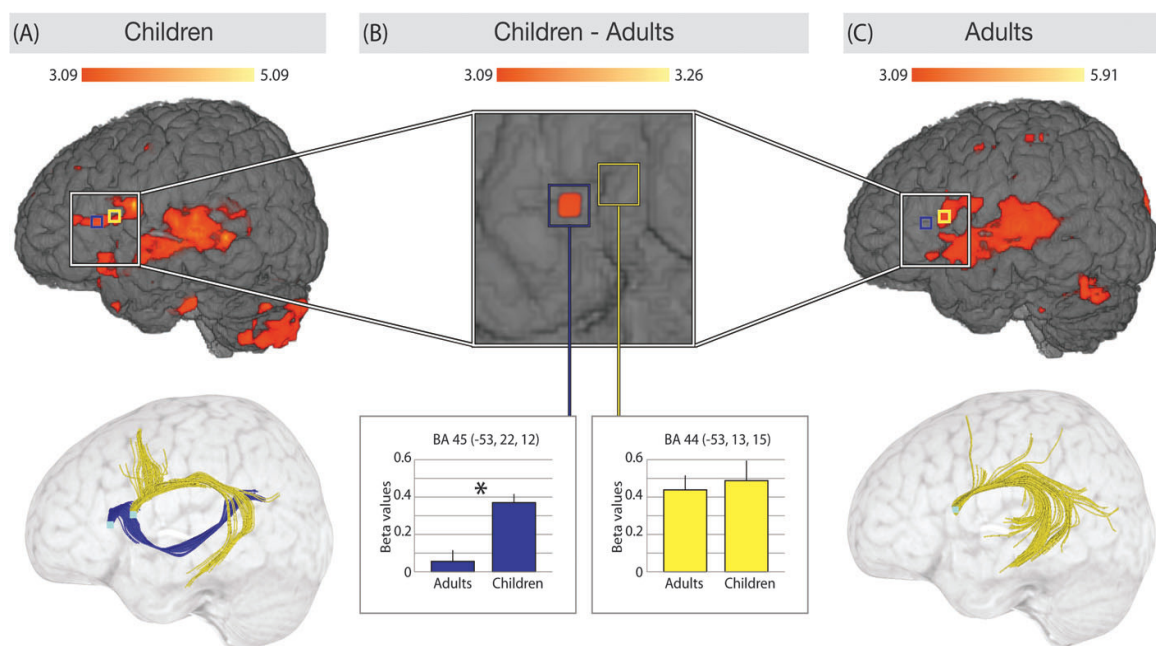 (A) Children
(B) Children - Adults
(C) Adults
3.09 5.09
3.09 3.26
3.09 5.91
BA 45 (-53, 22, 12)
0.6
0.4
0.2
0
Beta values
*
Adults Children
BA 44 (-53, 13, 15)
0.6
0.4
0.2
0
Beta values
Adults Children